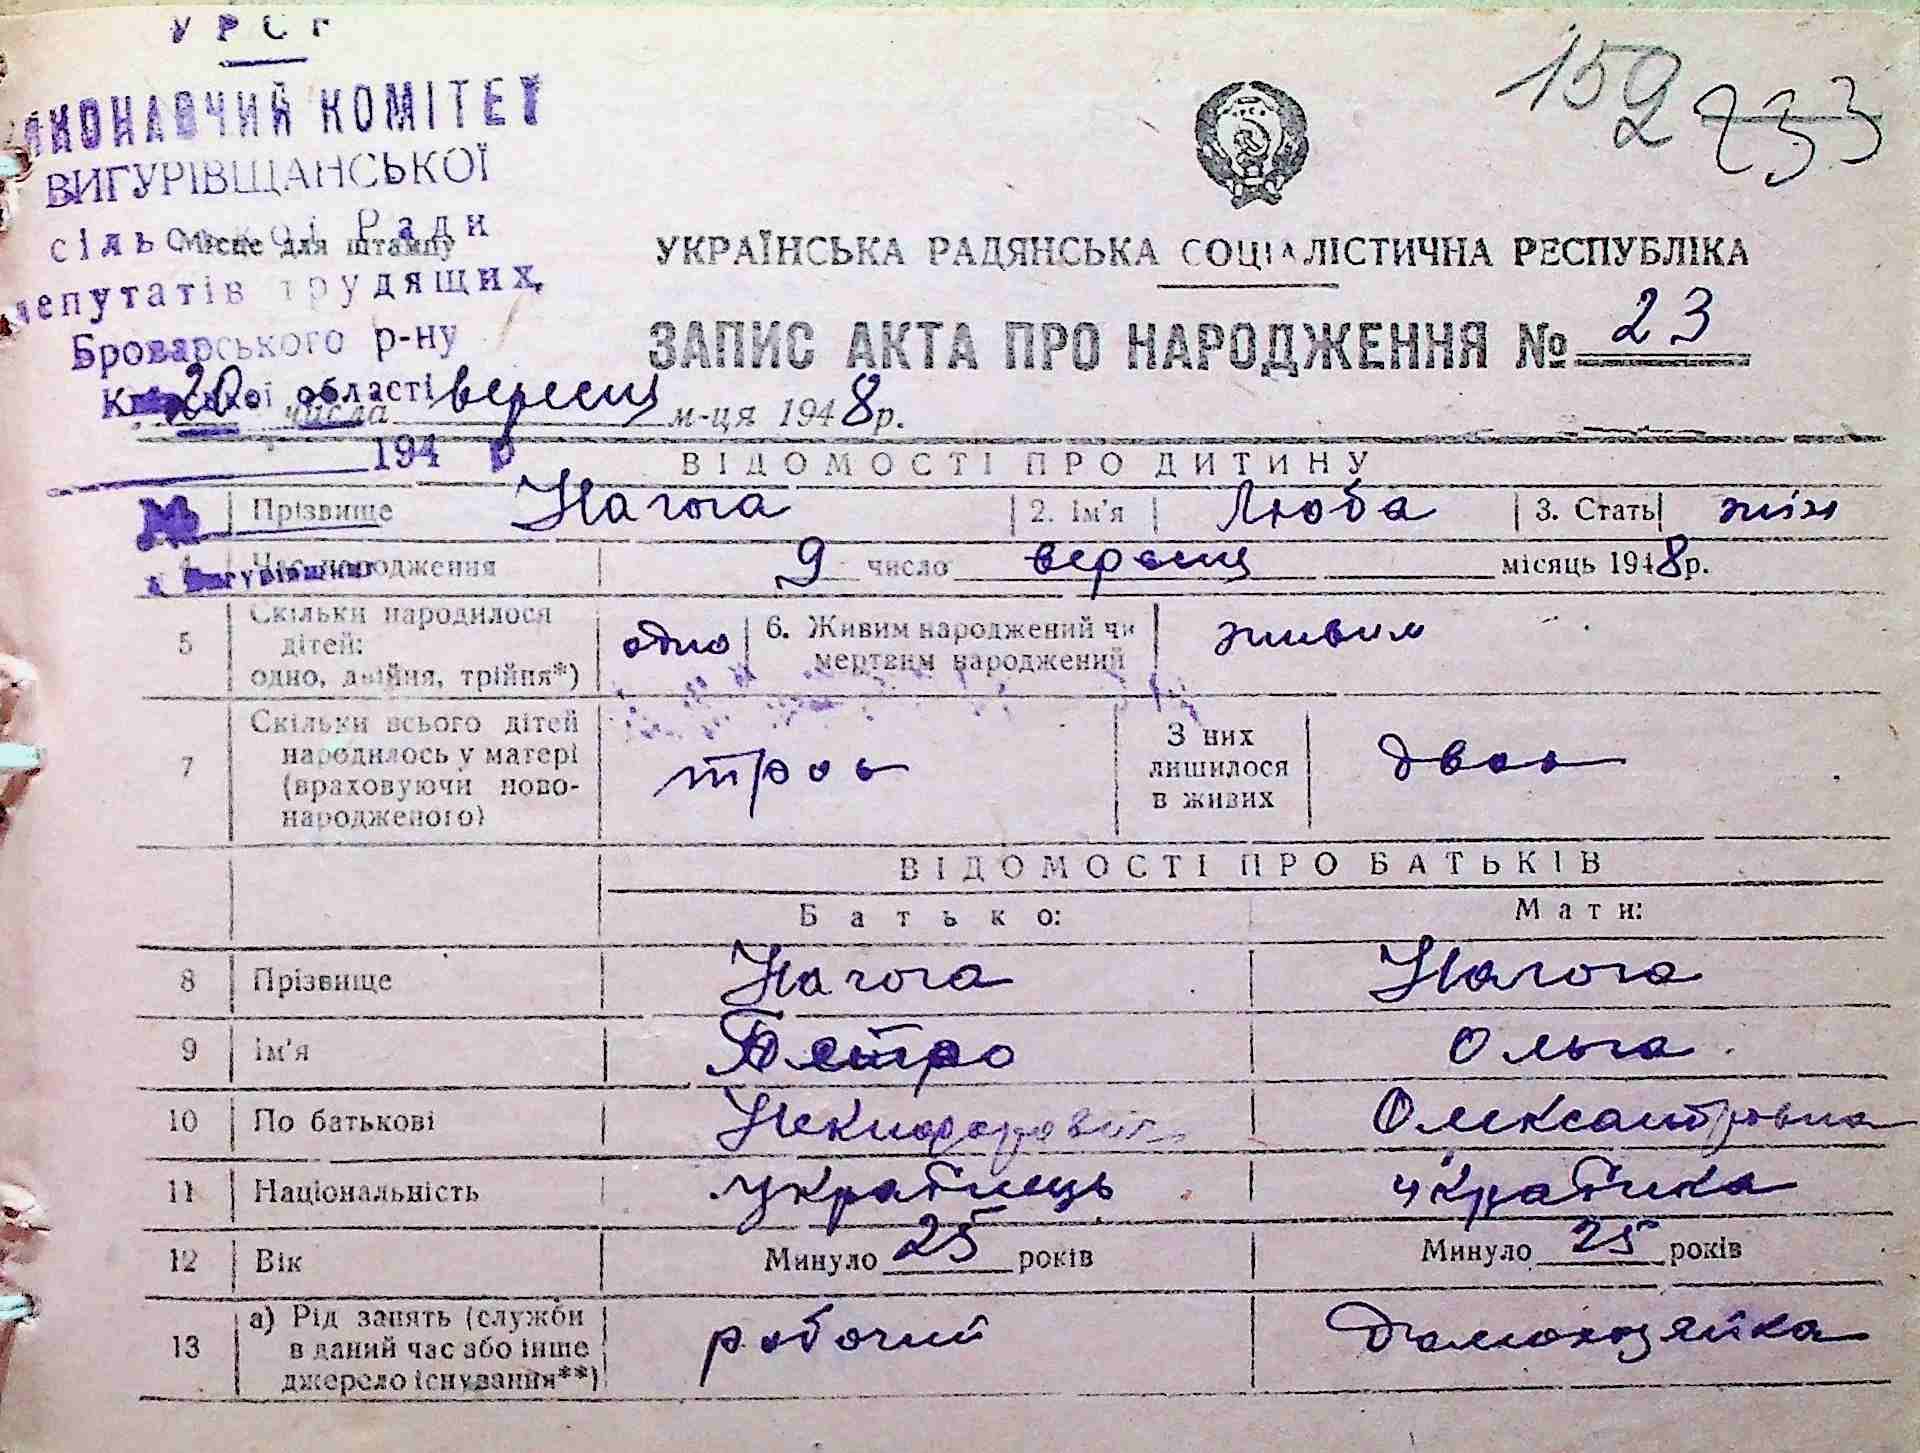 УРСР
ВИКОНАВЧИЙ КОМІТЕТ
ВИГУРІВЩАНСЬКОЇ
сільської Ради
Місце для штампу
депутатів трудящих,
Броварського р-ну
Київської області
194 р
159 233
УКРАЇНСЬКА РАДЯНСЬКА СОЦІАЛІСТИЧНА РЕСПУБЛІКА
ЗАПИС АКТА ПРО НАРОДЖЕННЯ № 23
20 числа вересня м-ця 1948р.
ВІДОМОСТІ ПРО ДИТИНУ
Прізвище Нагога 2. Ім'я Люба 3. Стать жін
4 Час народження 9 число вересня місяць 1948р.
5 Скільки народилося дітей: одно, двійня, трійня*) одно 6. Живим народжений чи мертвим народжений живим
7 Скільки всього дітей народилось у матері (враховуючи новонародженого) троє З них лишилося в живих двоє
ВІДОМОСТІ ПРО БАТЬКІВ
Батько: Мати:
8 Прізвище Нагога Нагога
9 Ім'я Петро Ольга
10 По батькові Олександровна
11 Національність українець українка
12 Вік Минуло 25 років Минуло 25 років
13 а) Рід занять (служби в даний час або інше джерело існування**) робочий домохозяйка